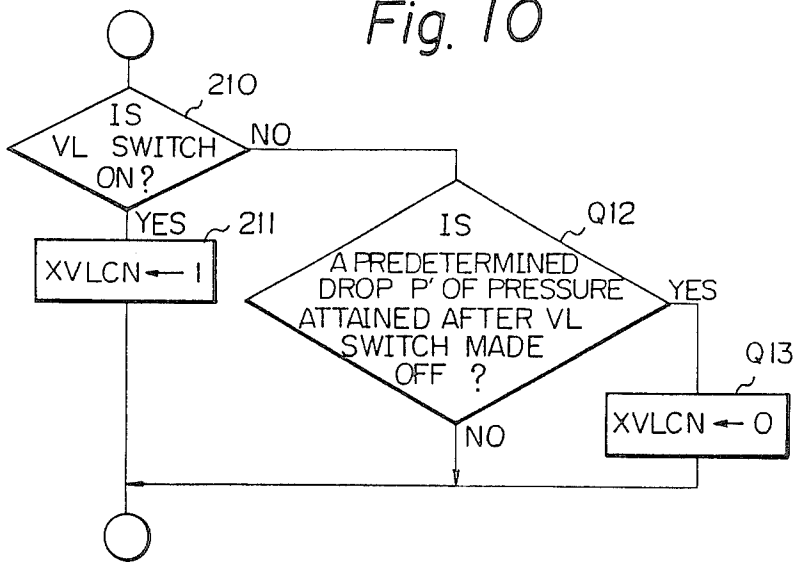 Fig. 10
210
IS
VL SWITCH
ON?
NO
YES
211
XVLCN ← 1
Q12
IS
A PREDETERMINED
DROP P' OF PRESSURE
ATTAINED AFTER VL
SWITCH MADE
OFF ?
YES
NO
Q13
XVLCN ← 0